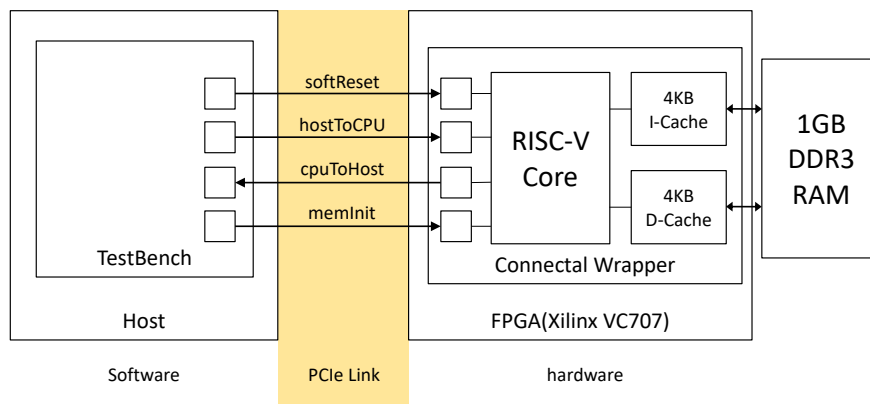 softReset
hostToCPU
cpuToHost
memInit
TestBench
Host
RISC-V
Core
4KB
I-Cache
4KB
D-Cache
Connectal Wrapper
FPGA(Xilinx VC707)
1GB
DDR3
RAM
Software
PCIe Link
hardware